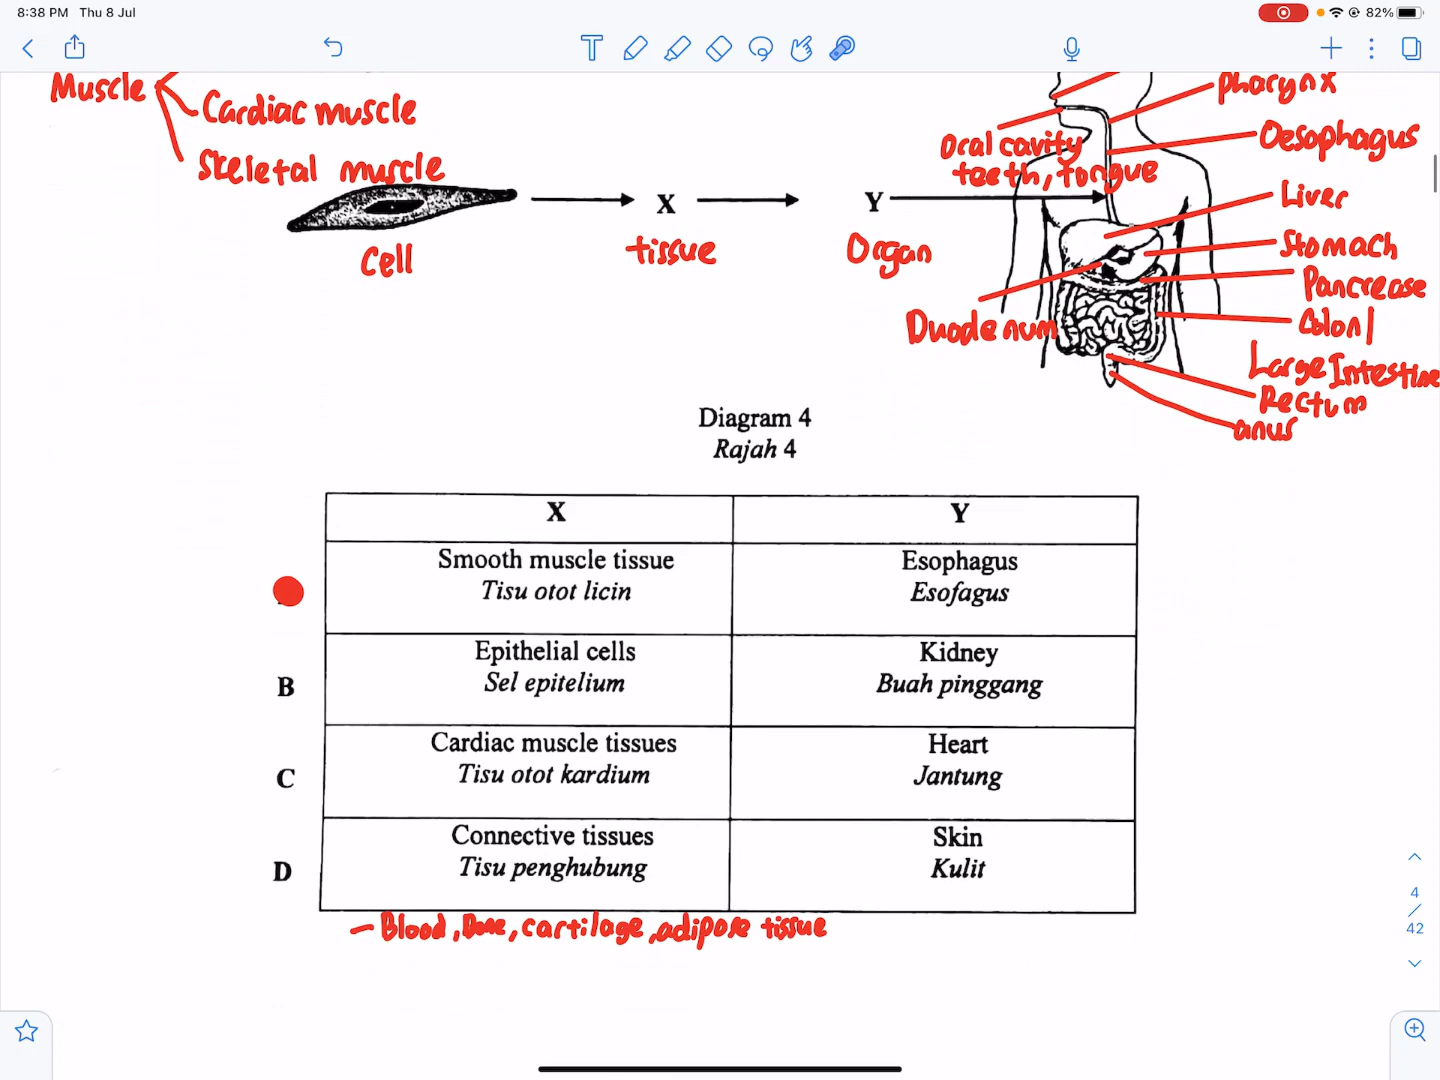 8:38 PM Thu 8 Jul
82%
Muscle
Cardiac muscle
Skeletal muscle
Pharynx
Oral cavity
teeth, tongue
Oesophagus
Liver
X
Y
Cell
tissue
Organ
Stomach
Pancrease
Duodenum
Colon/
Large Intestine
Rectum
anus
Diagram 4
Rajah 4
X
Y
Smooth muscle tissue
Tisu otot licin
Esophagus
Esofagus
B
Epithelial cells
Sel epitelium
Kidney
Buah pinggang
C
Cardiac muscle tissues
Tisu otot kardium
Heart
Jantung
D
Connective tissues
Tisu penghubung
Skin
Kulit
- Blood, Bone, cartilage, adipose tissue
4
/
42